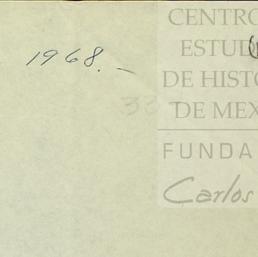 CENTRO
ESTUD
DE HISTO
DE MEX
FUNDA
Carlos
1968.-